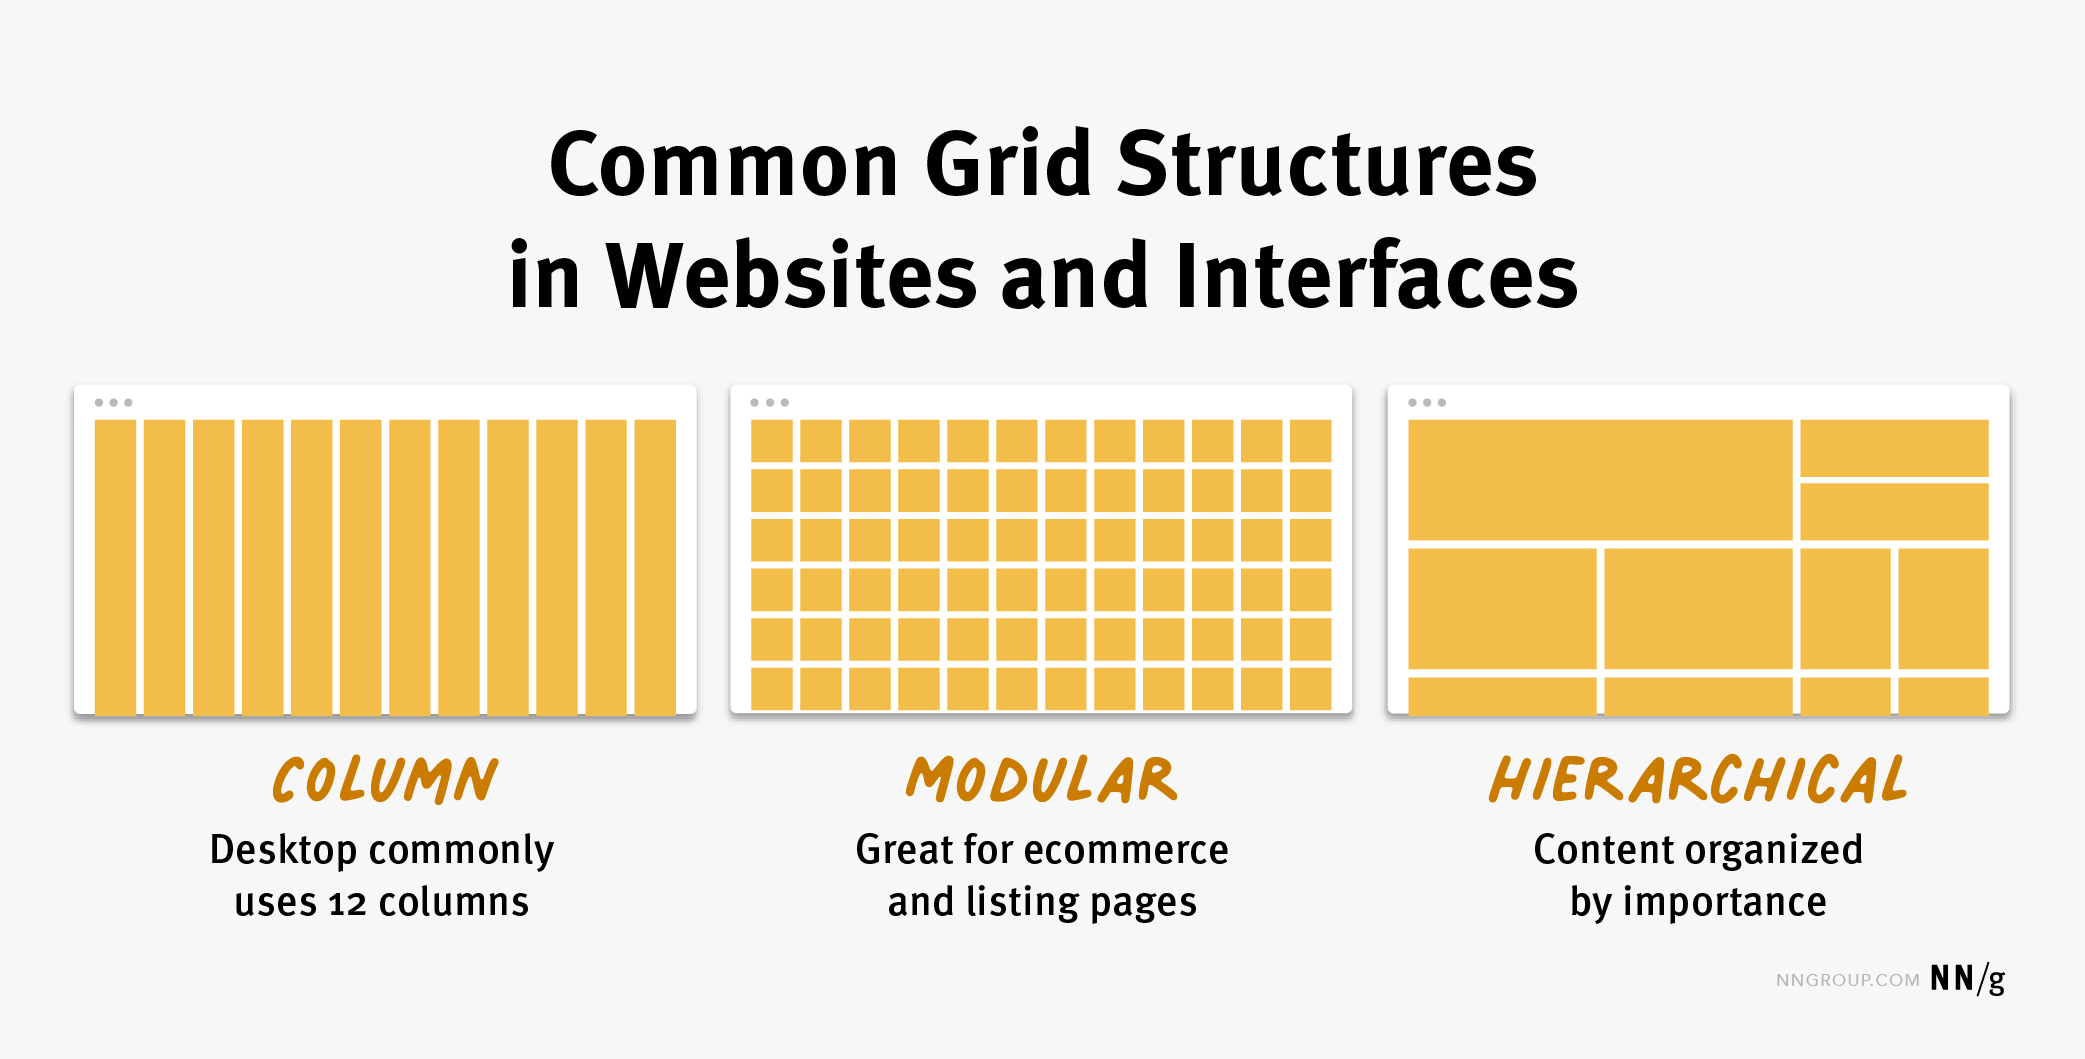 Common Grid Structures
in Websites and Interfaces
COLUMN
Desktop commonly
uses 12 columns
MODULAR
Great for ecommerce
and listing pages
HIERARCHICAL
Content organized
by importance
NNGROUP.COM NN/g